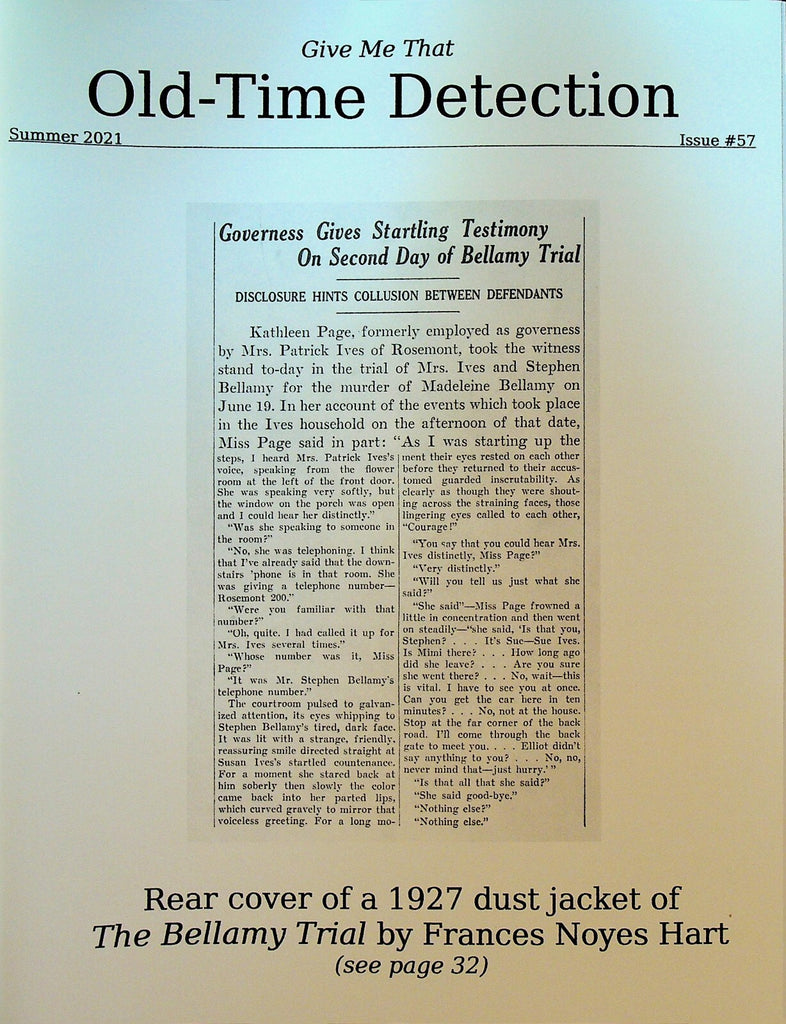 Give Me That
Old-Time Detection
Summer 2021
Issue #57
Governess Gives Startling Testimony
On Second Day of Bellamy Trial
DISCLOSURE HINTS COLLUSION BETWEEN DEFENDANTS
Kathleen Page, formerly employed as governess
by Mrs. Patrick Ives of Rosemont, took the witness
stand to-day in the trial of Mrs. Ives and Stephen
Bellamy for the murder of Madeleine Bellamy on
June 19. In her account of the events which took place
in the Ives household on the afternoon of that date,
Miss Page said in part: “As I was starting up the
steps, I heard Mrs. Patrick Ives's
voice, speaking from the flower
room at the left of the front door.
She was speaking very softly, but
the window on the porch was open
and I could hear her distinctly.”
“Was she speaking to someone in
the room?”
“No, she was telephoning. I think
that I've already said that the down-
stairs 'phone is in that room. She
was giving a telephone number—
Rosemont 200.”
“Were you familiar with that
number?”
“Oh, quite. I had called it up for
Mrs. Ives several times.”
“Whose number was it, Miss
Page?”
“It was Mr. Stephen Bellamy's
telephone number.”
The courtroom pulsed to galvan-
ized attention, its eyes whipping to
Stephen Bellamy's tired, dark face.
It was lit with a strange, friendly,
reassuring smile directed straight at
Susan Ives's startled countenance.
For a moment she stared back at
him soberly then slowly the color
came back into her parted lips,
which curved gravely to mirror that
voiceless greeting. For a long mo-
ment their eyes rested on each other
before they returned to their accus-
tomed guarded inscrutability. As
clearly as though they were shout-
ing across the straining faces, those
lingering eyes called to each other,
“Courage!”
“You say that you could hear Mrs.
Ives distinctly, Miss Page?”
“Very distinctly.”
“Will you tell us just what she
said?”
“She said”—Miss Page frowned a
little in concentration and then went
on steadily—“she said, 'Is that you,
Stephen? . . . It's Sue—Sue Ives.
Is Mimi there? . . . How long ago
did she leave? . . . Are you sure
she went there? . . . No, wait—this
is vital. I have to see you at once.
Can you get the car here in ten
minutes? . . . No, not at the house.
Stop at the far corner of the back
road. I'll come through the back
gate to meet you. . . . Elliot didn't
say anything to you? . . . No, no,
never mind that—just hurry.' ”
“Is that all that she said?”
“She said good-bye.”
“Nothing else?”
“Nothing else.”
Rear cover of a 1927 dust jacket of
The Bellamy Trial by Frances Noyes Hart
(see page 32)